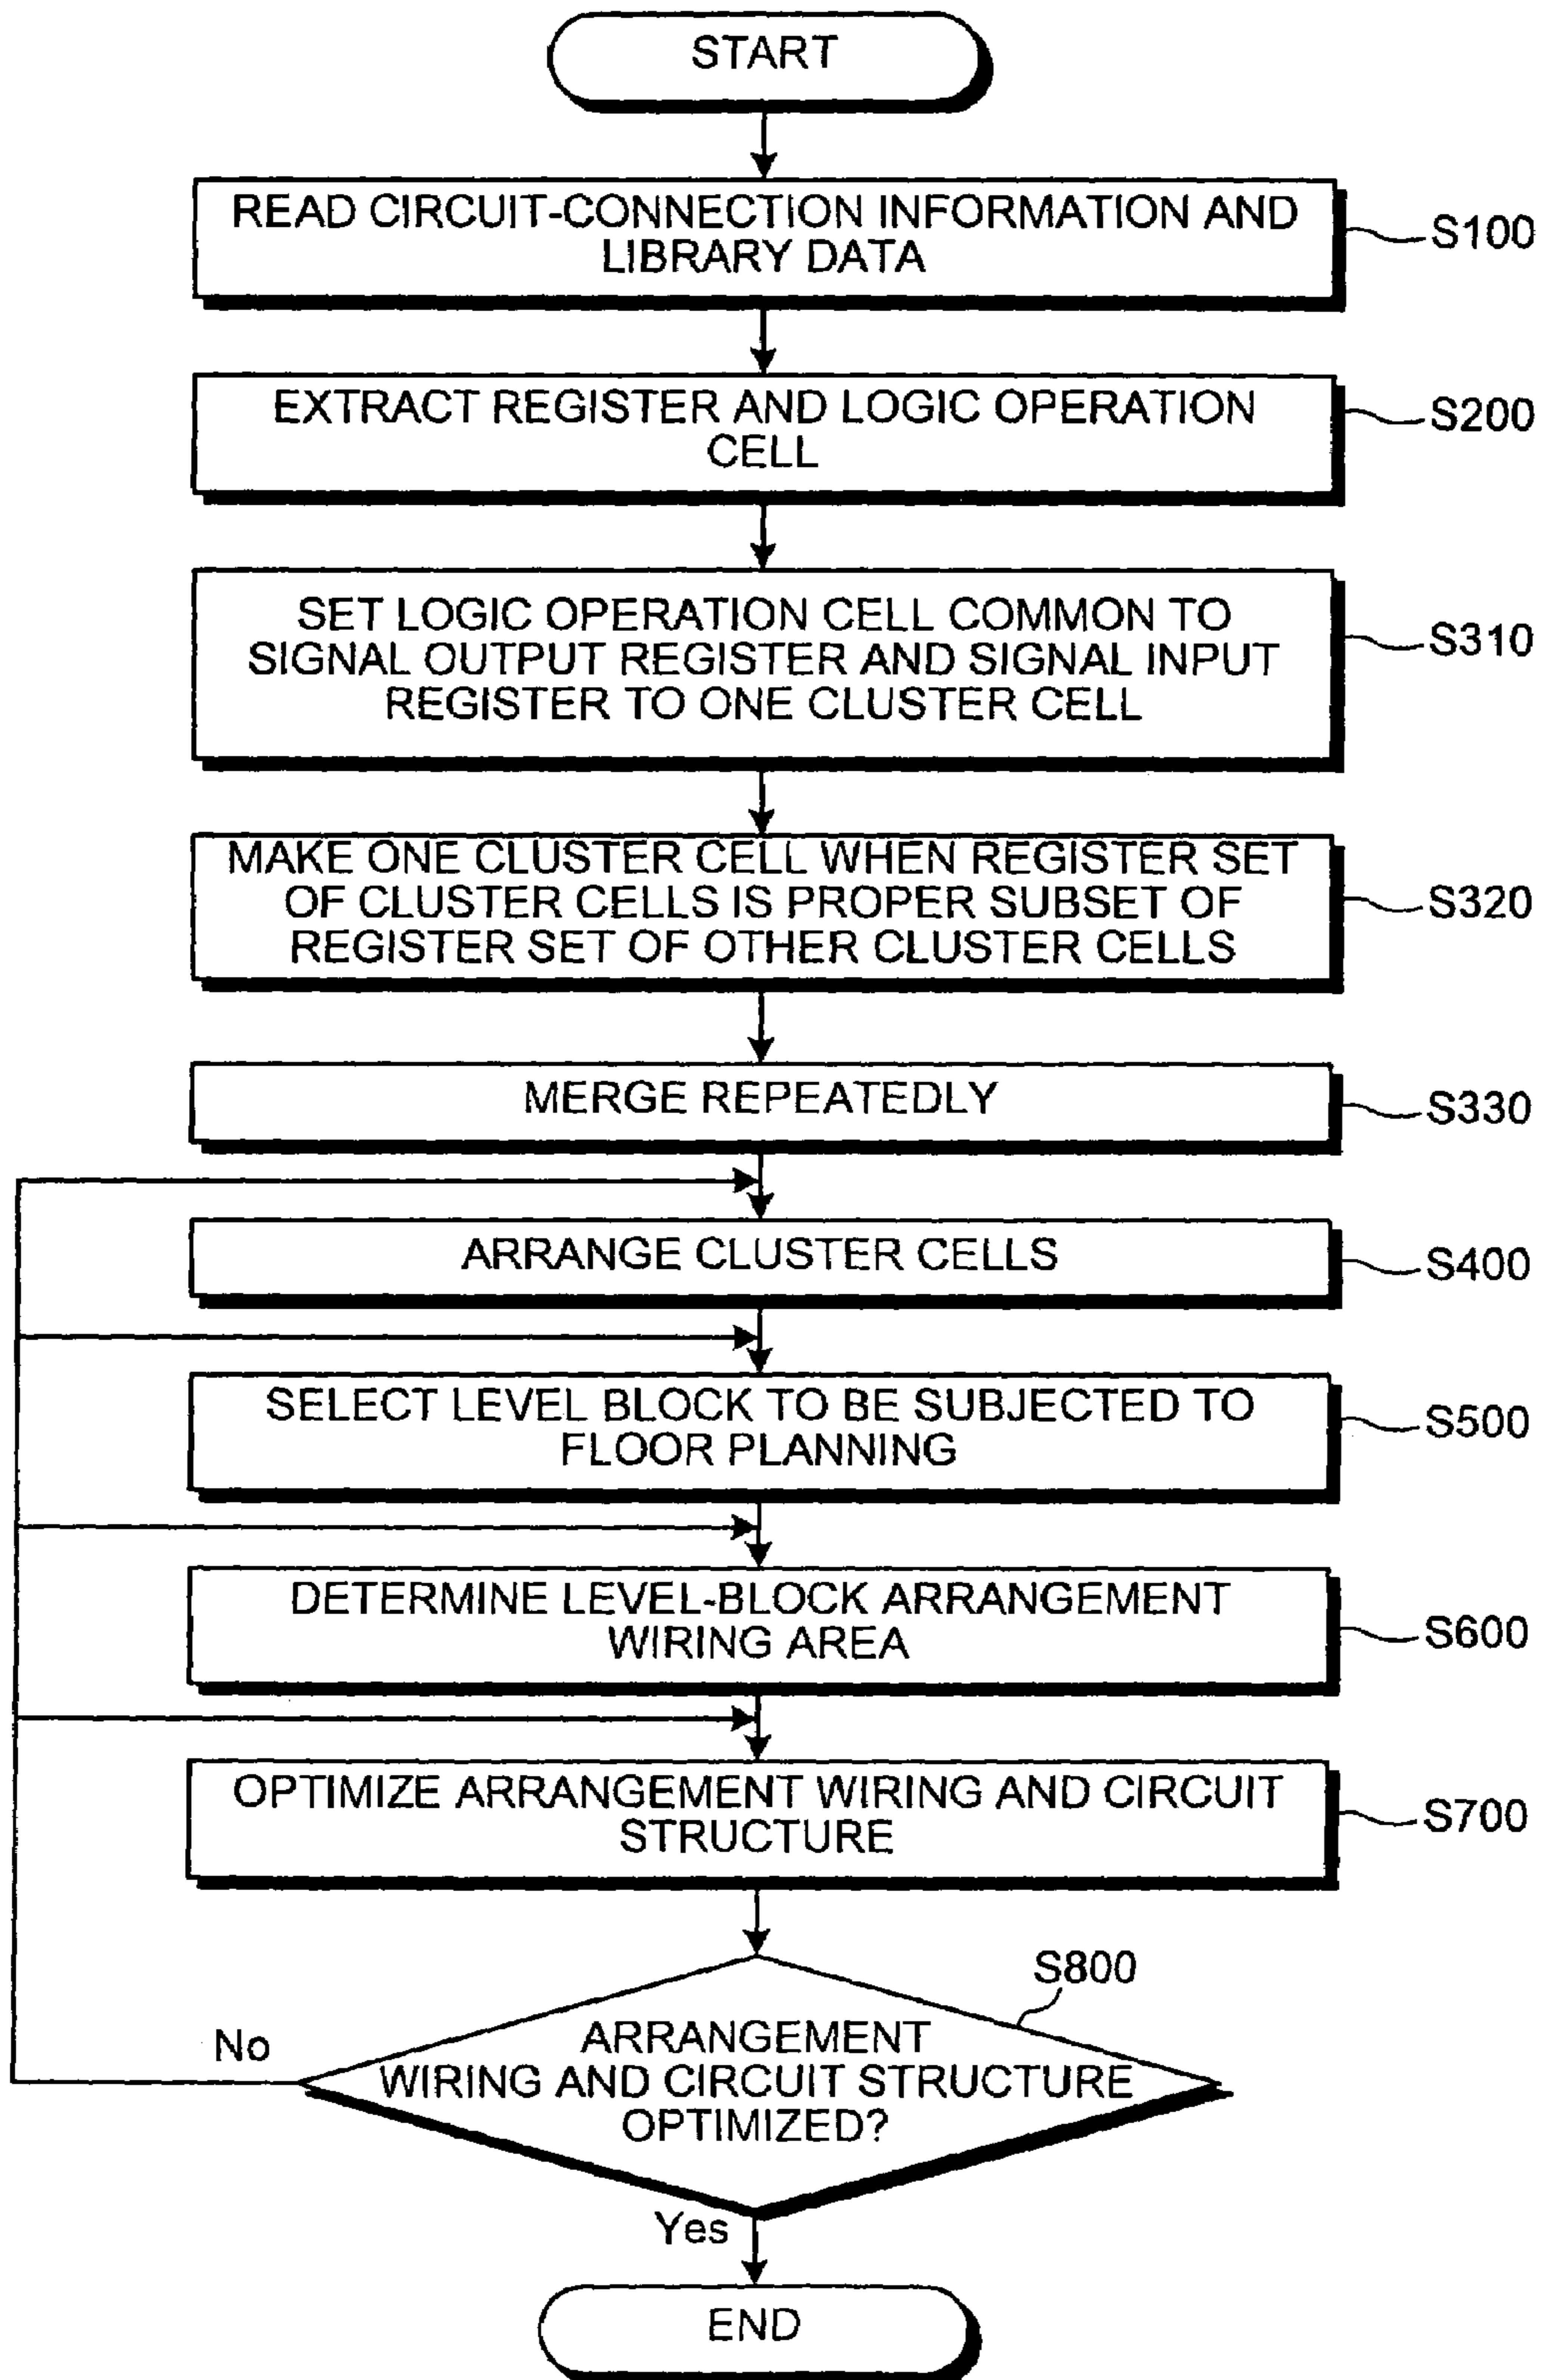 START
READ CIRCUIT-CONNECTION INFORMATION AND
LIBRARY DATA
S100
EXTRACT REGISTER AND LOGIC OPERATION
CELL
S200
SET LOGIC OPERATION CELL COMMON TO
SIGNAL OUTPUT REGISTER AND SIGNAL INPUT
REGISTER TO ONE CLUSTER CELL
S310
MAKE ONE CLUSTER CELL WHEN REGISTER SET
OF CLUSTER CELLS IS PROPER SUBSET OF
REGISTER SET OF OTHER CLUSTER CELLS
S320
MERGE REPEATEDLY
S330
ARRANGE CLUSTER CELLS
S400
SELECT LEVEL BLOCK TO BE SUBJECTED TO
FLOOR PLANNING
S500
DETERMINE LEVEL-BLOCK ARRANGEMENT
WIRING AREA
S600
OPTIMIZE ARRANGEMENT WIRING AND CIRCUIT
STRUCTURE
S700
S800
No
ARRANGEMENT
WIRING AND CIRCUIT STRUCTURE
OPTIMIZED?
Yes
END